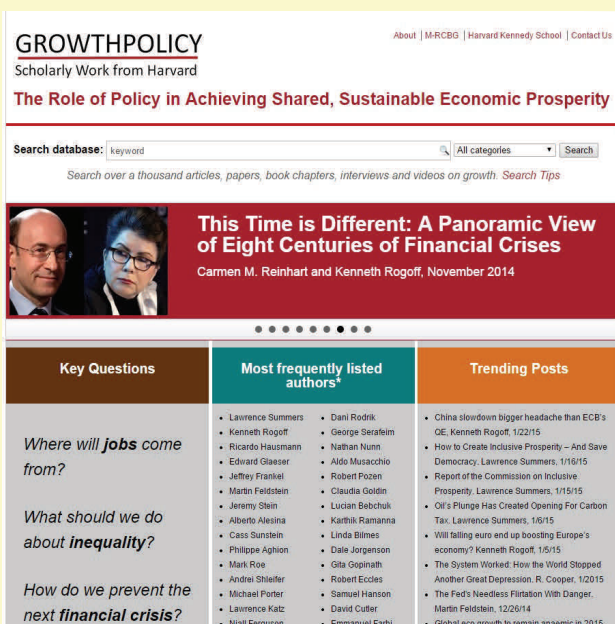 GROWTHPOLICY
Scholarly Work from Harvard
About | M-RCBG | Harvard Kennedy School | Contact Us
The Role of Policy in Achieving Shared, Sustainable Economic Prosperity
Search database: keyword All categories Search
Search over a thousand articles, papers, book chapters, interviews and videos on growth. Search Tips
This Time is Different: A Panoramic View
of Eight Centuries of Financial Crises
Carmen M. Reinhart and Kenneth Rogoff, November 2014
Key Questions
Where will jobs come
from?
What should we do
about inequality?
How do we prevent the
next financial crisis?
Most frequently listed
authors*
• Lawrence Summers
• Kenneth Rogoff
• Ricardo Hausmann
• Edward Glaeser
• Jeffrey Frankel
• Martin Feldstein
• Jeremy Stein
• Alberto Alesina
• Cass Sunstein
• Philippe Aghion
• Mark Roe
• Andrei Shleifer
• Michael Porter
• Lawrence Katz
• Niall Ferguson
• Dani Rodrik
• George Serafeim
• Nathan Nunn
• Aldo Musacchio
• Robert Pozen
• Claudia Goldin
• Lucian Bebchuk
• Karthik Ramanna
• Linda Bilmes
• Dale Jorgenson
• Gita Gopinath
• Robert Eccles
• Samuel Hanson
• David Cutler
• Emmanuel Farhi
Trending Posts
• China slowdown bigger headache than ECB's
QE, Kenneth Rogoff, 1/22/15
• How to Create Inclusive Prosperity – And Save
Democracy, Lawrence Summers, 1/16/15
• Report of the Commission on Inclusive
Prosperity, Lawrence Summers, 1/15/15
• Oil's Plunge Has Created Opening For Carbon
Tax. Lawrence Summers, 1/6/15
• Will falling euro end up boosting Europe's
economy? Kenneth Rogoff, 1/5/15
• The System Worked: How the World Stopped
Another Great Depression. R. Cooper, 1/2015
• The Fed's Needless Flirtation With Danger,
Martin Feldstein, 12/26/14
• Global eco growth to remain anaemic in 2015